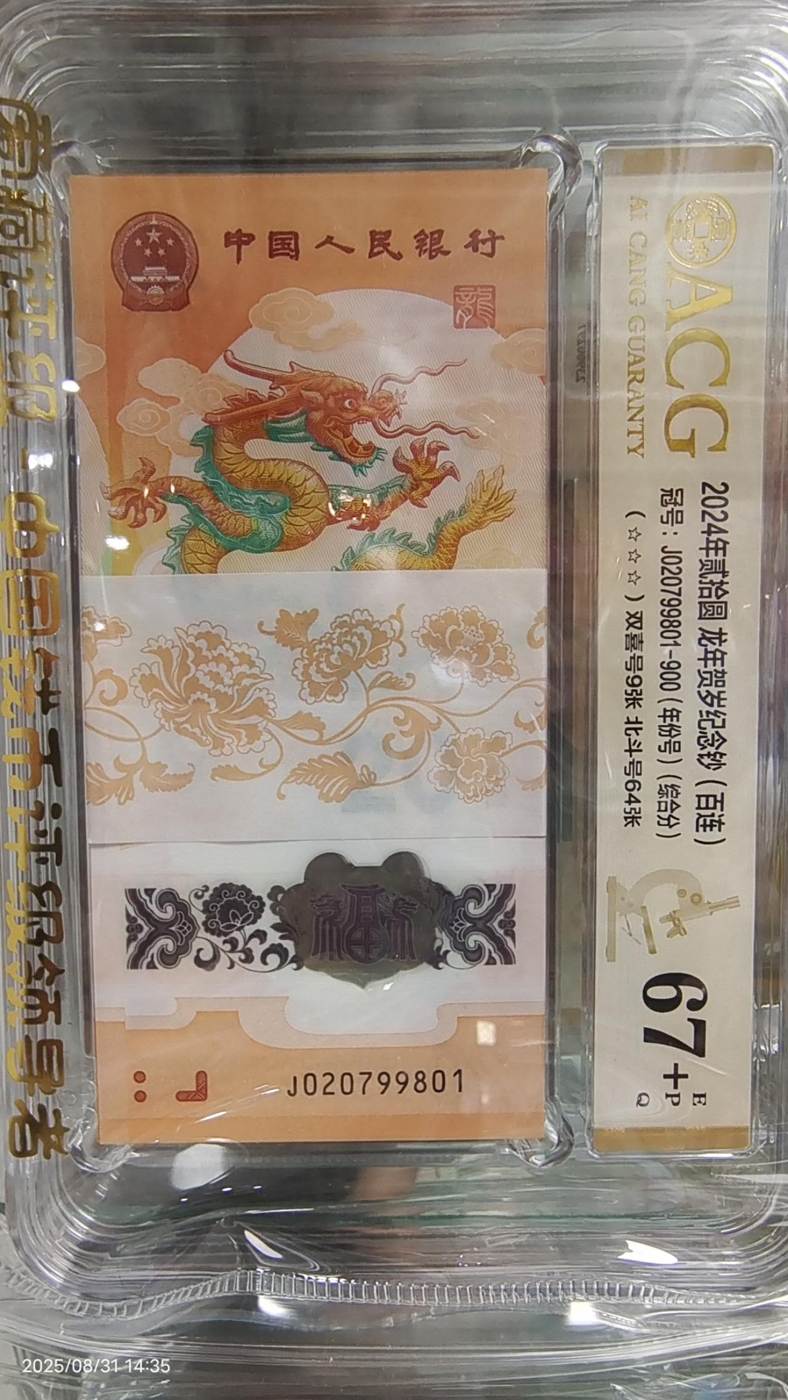 中国人民银行
龍
福
J020799801
ACG
AI CANG GUARANTY
2024年贰拾圆 龙年贺岁纪念钞（百连）
冠号：J020799801-900（年份号）（综合分）
（☆☆☆）双喜号9张 北斗号64张
67+
E
P
Q
爱藏评级·中国钱币评级领导者
2025/08/31 14:35